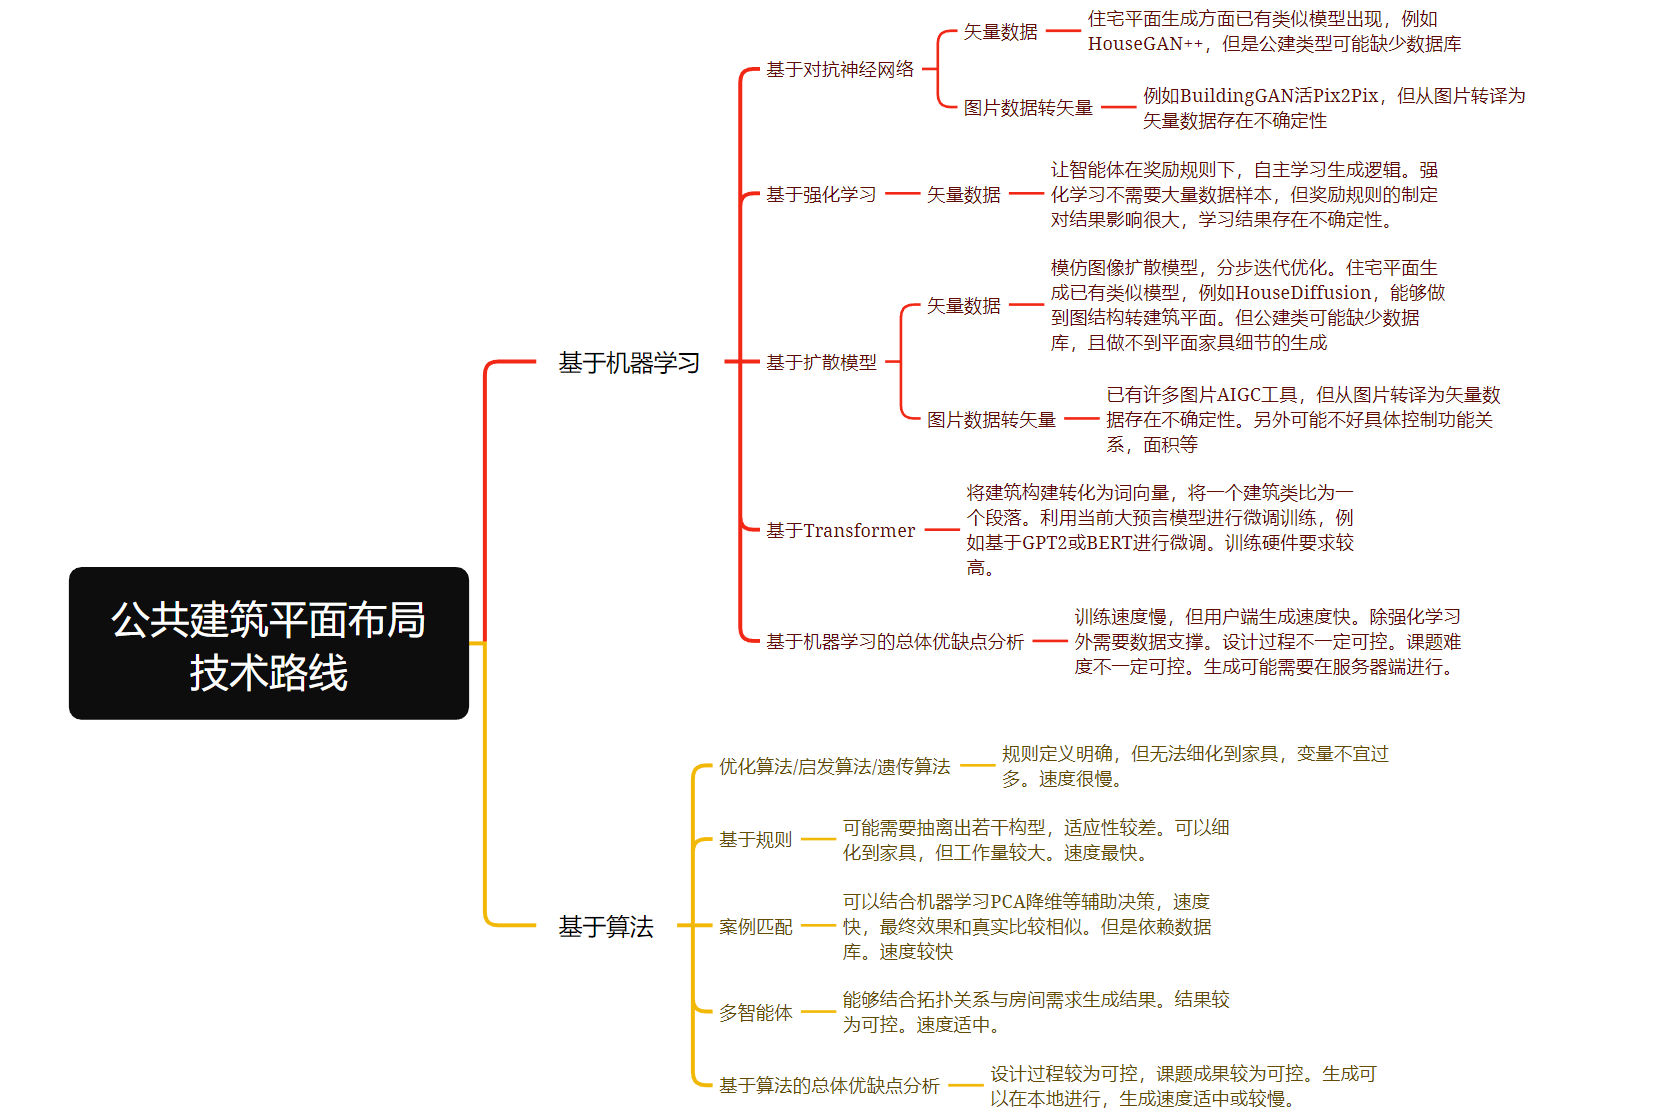 公共建筑平面布局
技术路线
基于机器学习
基于对抗神经网络
矢量数据
住宅平面生成方面已有类似模型出现，例如
HouseGAN++，但是公建类型可能缺少数据库
图片数据转矢量
例如BuildingGAN活Pix2Pix，但从图片转译为
矢量数据存在不确定性
基于强化学习
矢量数据
让智能体在奖励规则下，自主学习生成逻辑。强
化学习不需要大量数据样本，但奖励规则的制定
对结果影响很大，学习结果存在不确定性。
基于扩散模型
矢量数据
模仿图像扩散模型，分步迭代优化。住宅平面生
成已有类似模型，例如HouseDiffusion，能够做
到图结构转建筑平面。但公建类可能缺少数据
库，且做不到平面家具细节的生成
图片数据转矢量
已有许多图片AIGC工具，但从图片转译为矢量数
据存在不确定性。另外可能不好具体控制功能关
系，面积等
基于Transformer
将建筑构建转化为词向量，将一个建筑类比为一
个段落。利用当前大预言模型进行微调训练，例
如基于GPT2或BERT进行微调。训练硬件要求较
高。
基于机器学习的总体优缺点分析
训练速度慢，但用户端生成速度快。除强化学习
外需要数据支撑。设计过程不一定可控。课题难
度不一定可控。生成可能需要在服务器端进行。
基于算法
优化算法/启发算法/遗传算法
规则定义明确，但无法细化到家具，变量不宜过
多。速度很慢。
基于规则
可能需要抽离出若干构型，适应性较差。可以细
化到家具，但工作量较大。速度最快。
案例匹配
可以结合机器学习PCA降维等辅助决策，速度
快，最终效果和真实比较相似。但是依赖数据
库。速度较快
多智能体
能够结合拓扑关系与房间需求生成结果。结果较
为可控。速度适中。
基于算法的总体优缺点分析
设计过程较为可控，课题成果较为可控。生成可
以在本地进行，生成速度适中或较慢。